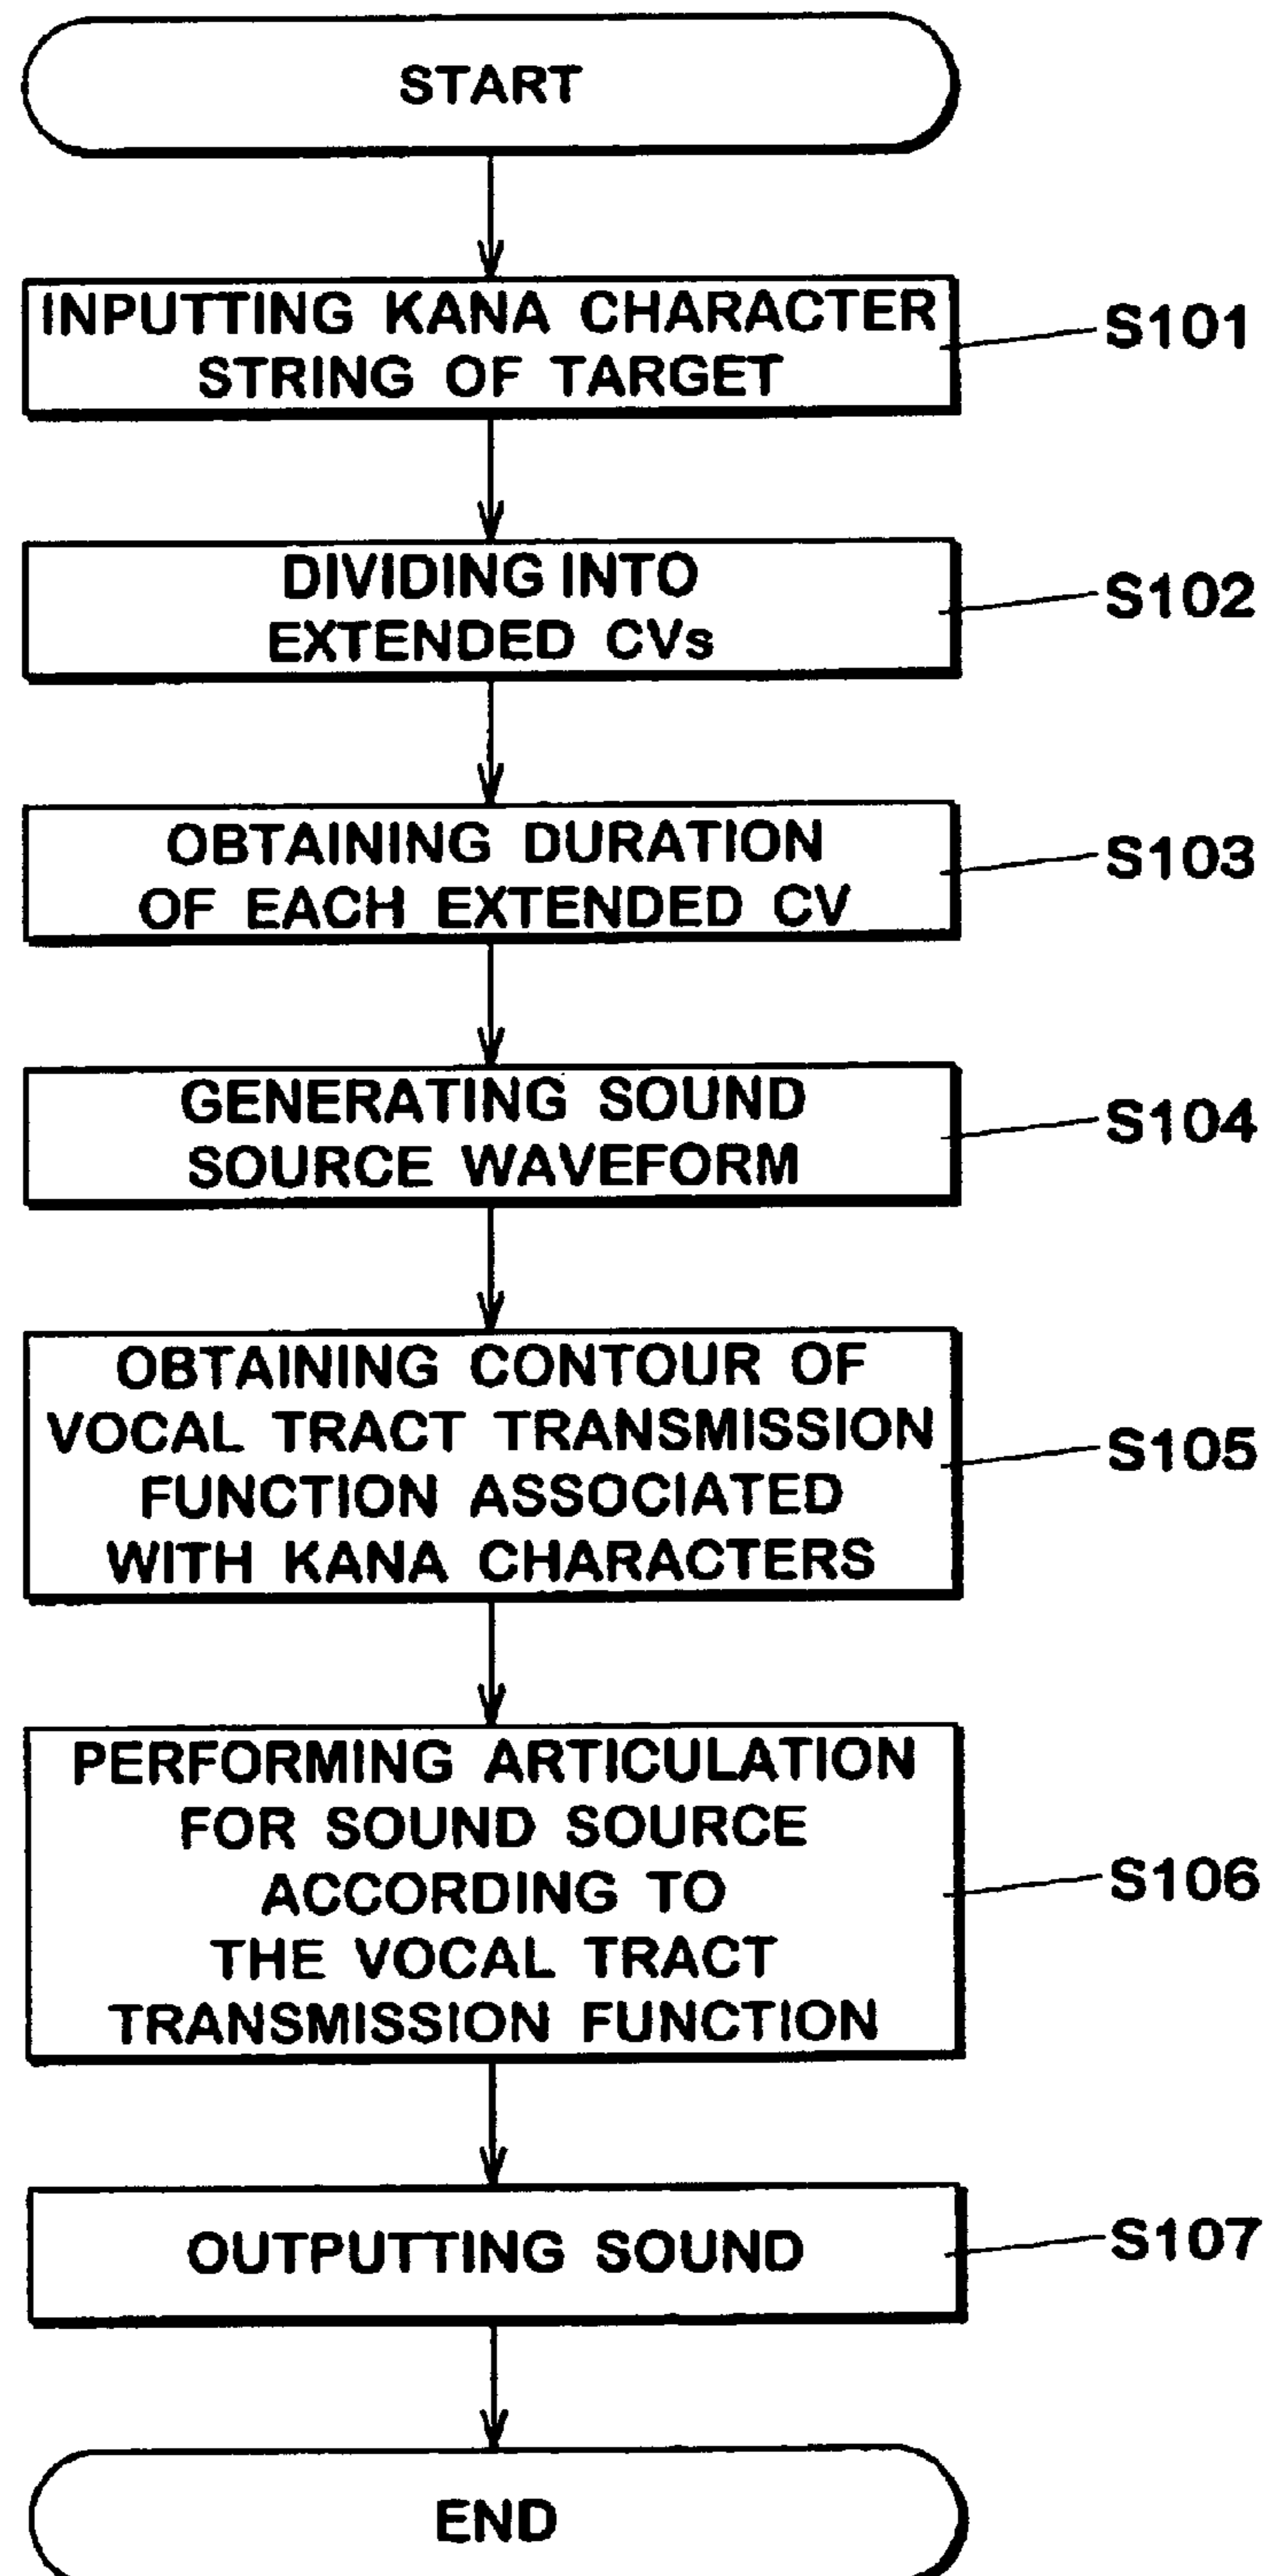 START
INPUTTING KANA CHARACTER
STRING OF TARGET
S101
DIVIDING INTO
EXTENDED CVs
S102
OBTAINING DURATION
OF EACH EXTENDED CV
S103
GENERATING SOUND
SOURCE WAVEFORM
S104
OBTAINING CONTOUR OF
VOCAL TRACT TRANSMISSION
FUNCTION ASSOCIATED
WITH KANA CHARACTERS
S105
PERFORMING ARTICULATION
FOR SOUND SOURCE
ACCORDING TO
THE VOCAL TRACT
TRANSMISSION FUNCTION
S106
OUTPUTTING SOUND
S107
END